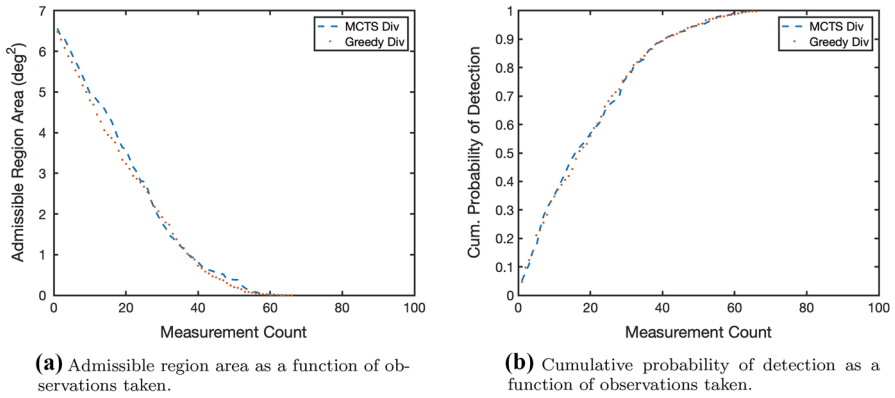 7
6
5
4
3
2
1
0
0 20 40 60 80 100
Admissible Region Area (deg²)
Measurement Count
MCTS Div
Greedy Div
(a) Admissible region area as a function of ob-
servations taken.
1
0.9
0.8
0.7
0.6
0.5
0.4
0.3
0.2
0.1
0
0 20 40 60 80 100
Cum. Probability of Detection
Measurement Count
MCTS Div
Greedy Div
(b) Cumulative probability of detection as a
function of observations taken.